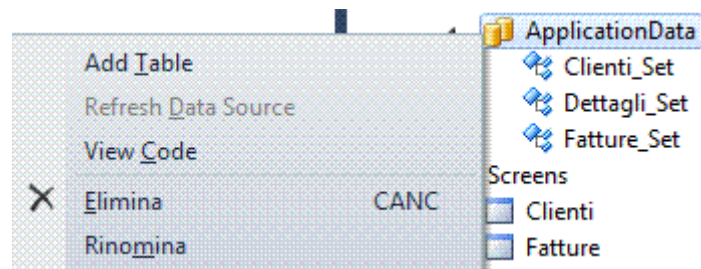 Add Table
Refresh Data Source
View Code
Elimina CANC
Rinomina
ApplicationData
Clienti_Set
Dettagli_Set
Fatture_Set
Screens
Clienti
Fatture